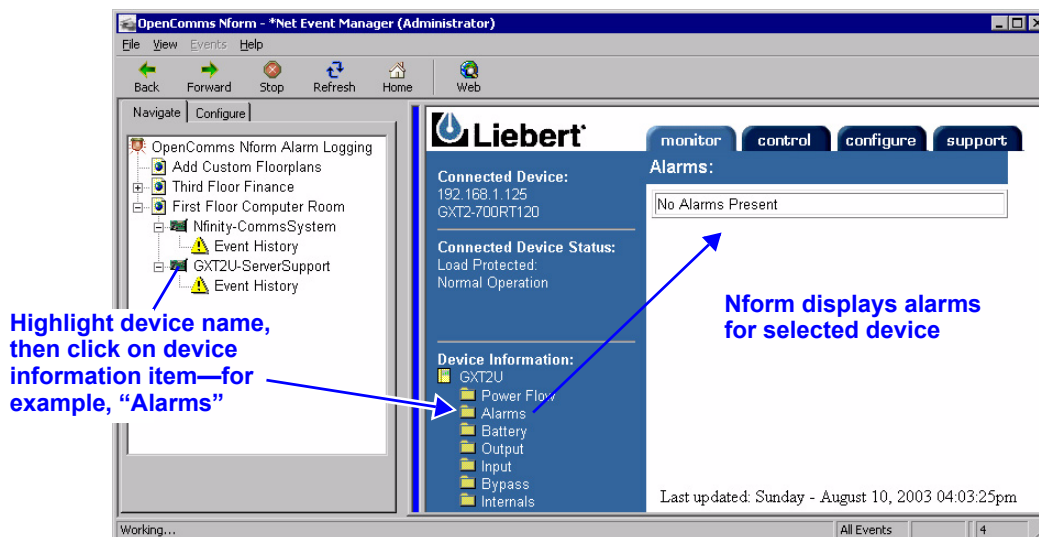 OpenComms Nform - *Net Event Manager (Administrator)
File View Events Help
Back Forward Stop Refresh Home Web
Navigate Configure
OpenComms Nform Alarm Logging
Add Custom Floorplans
Third Floor Finance
First Floor Computer Room
Nfinity-CommsSystem
Event History
GXT2U-ServerSupport
Event History
Highlight device name,
then click on device
information item—for
example, “Alarms”
Liebert
monitor control configure support
Connected Device:
192.168.1.125
GXT2-700RT120
Connected Device Status:
Load Protected:
Normal Operation
Device Information:
GXT2U
Power Flow
Alarms
Battery
Output
Input
Bypass
Internals
Alarms:
No Alarms Present
Nform displays alarms
for selected device
Last updated: Sunday - August 10, 2003 04:03:25pm
Working... All Events 4